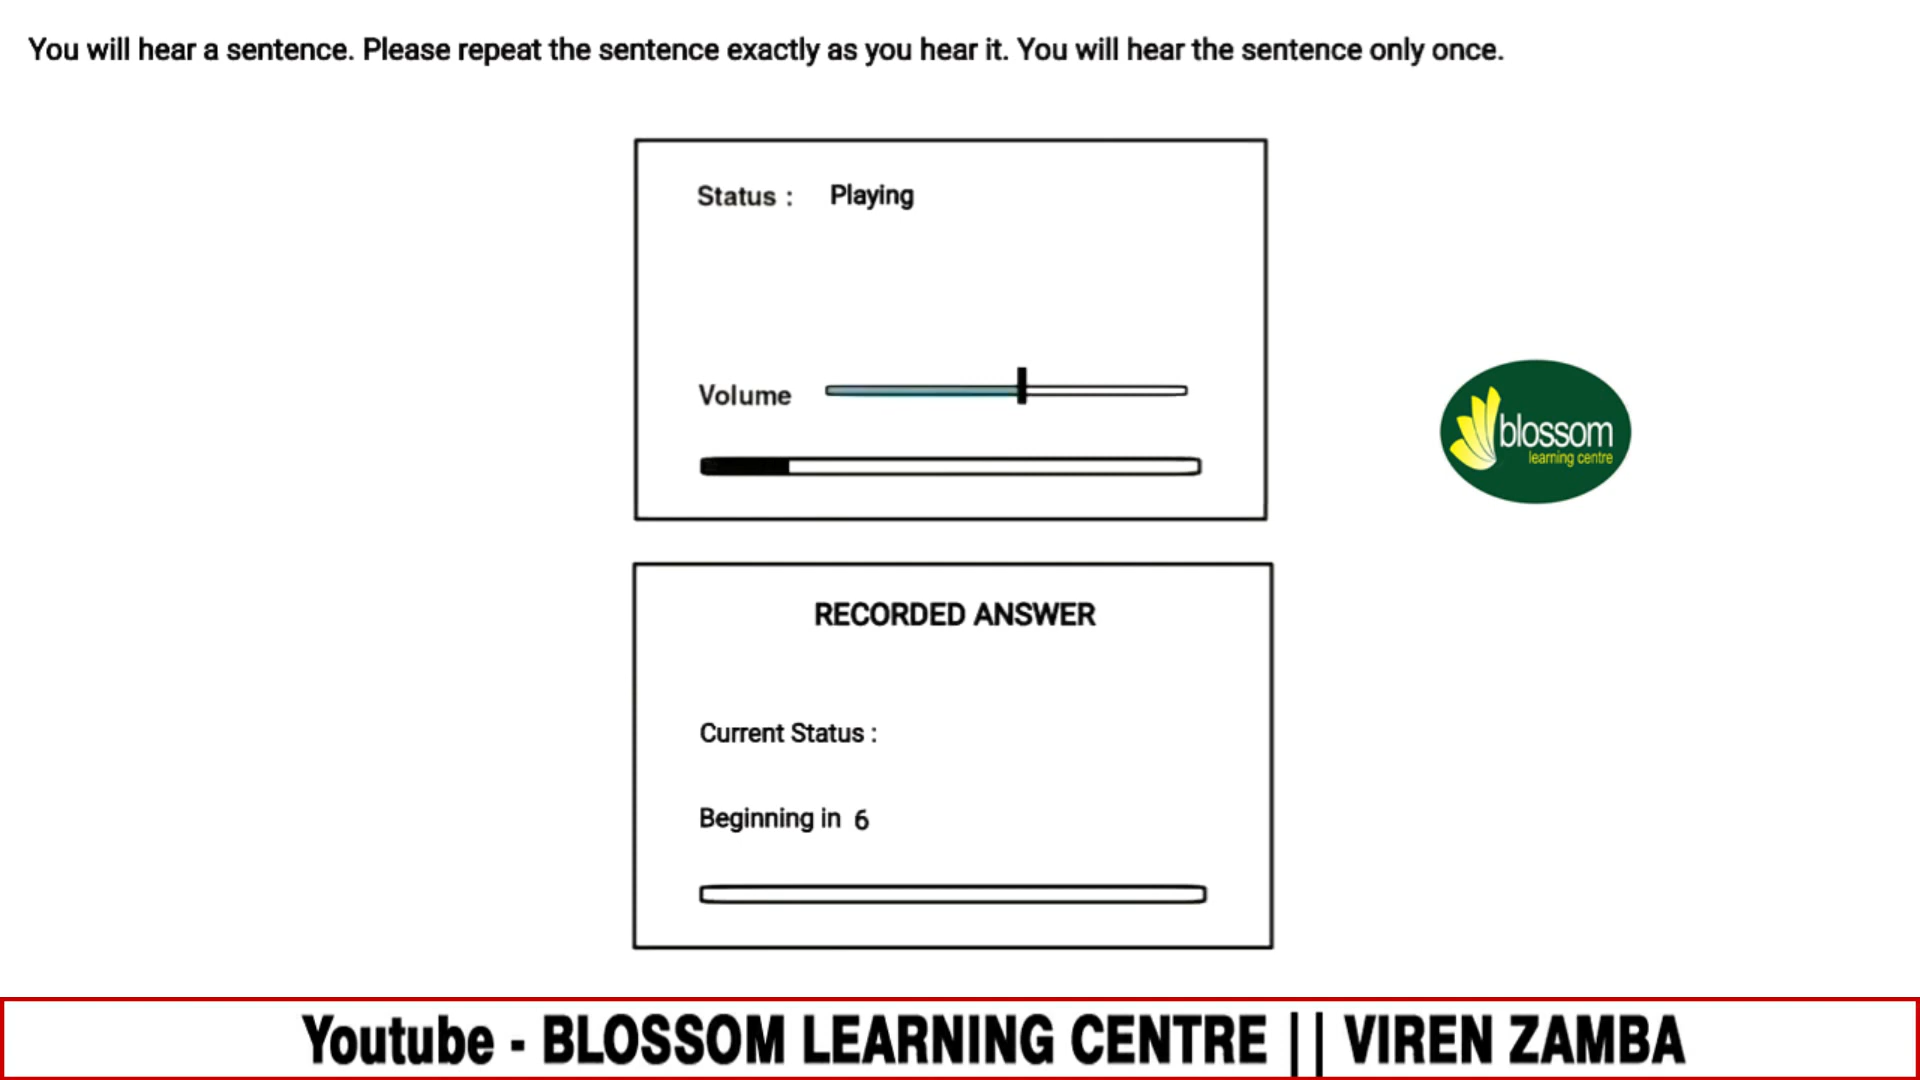 You will hear a sentence. Please repeat the sentence exactly as you hear it. You will hear the sentence only once.
Status : Playing
Volume
blossom
learning centre
RECORDED ANSWER
Current Status :
Beginning in 6
Youtube - BLOSSOM LEARNING CENTRE || VIREN ZAMBA